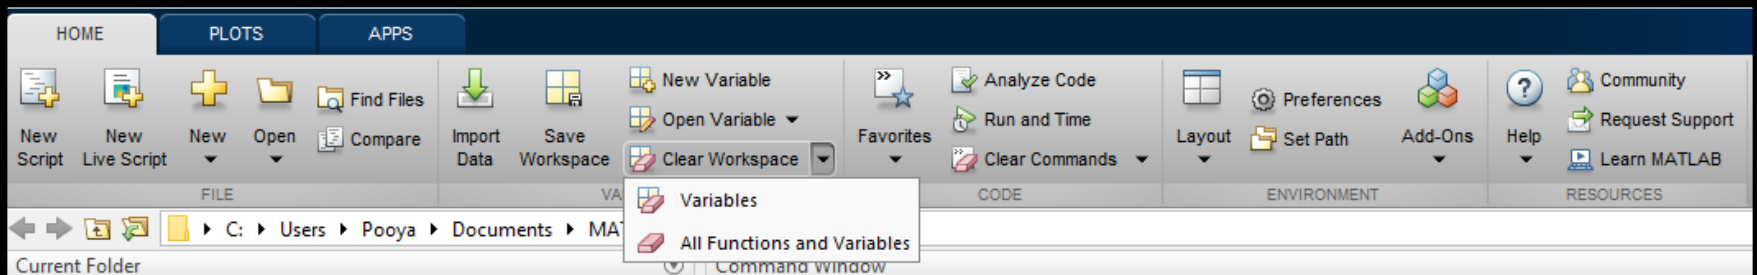 HOME PLOTS APPS
New Script
New Live Script
New
Open
Find Files
Compare
FILE
Import Data
Save Workspace
New Variable
Open Variable
Clear Workspace
VA
Variables
All Functions and Variables
Favorites
Analyze Code
Run and Time
Clear Commands
CODE
Layout
Preferences
Set Path
Add-Ons
ENVIRONMENT
Help
Community
Request Support
Learn MATLAB
RESOURCES
C: Users Pooya Documents MAT
Current Folder
Command Window